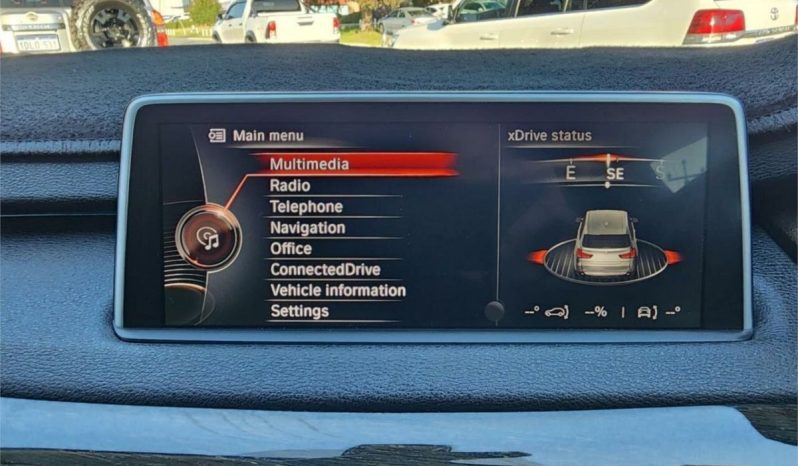 Main menu
Multimedia
Radio
Telephone
Navigation
Office
ConnectedDrive
Vehicle information
Settings
xDrive status
E SE S
--° --% | --°